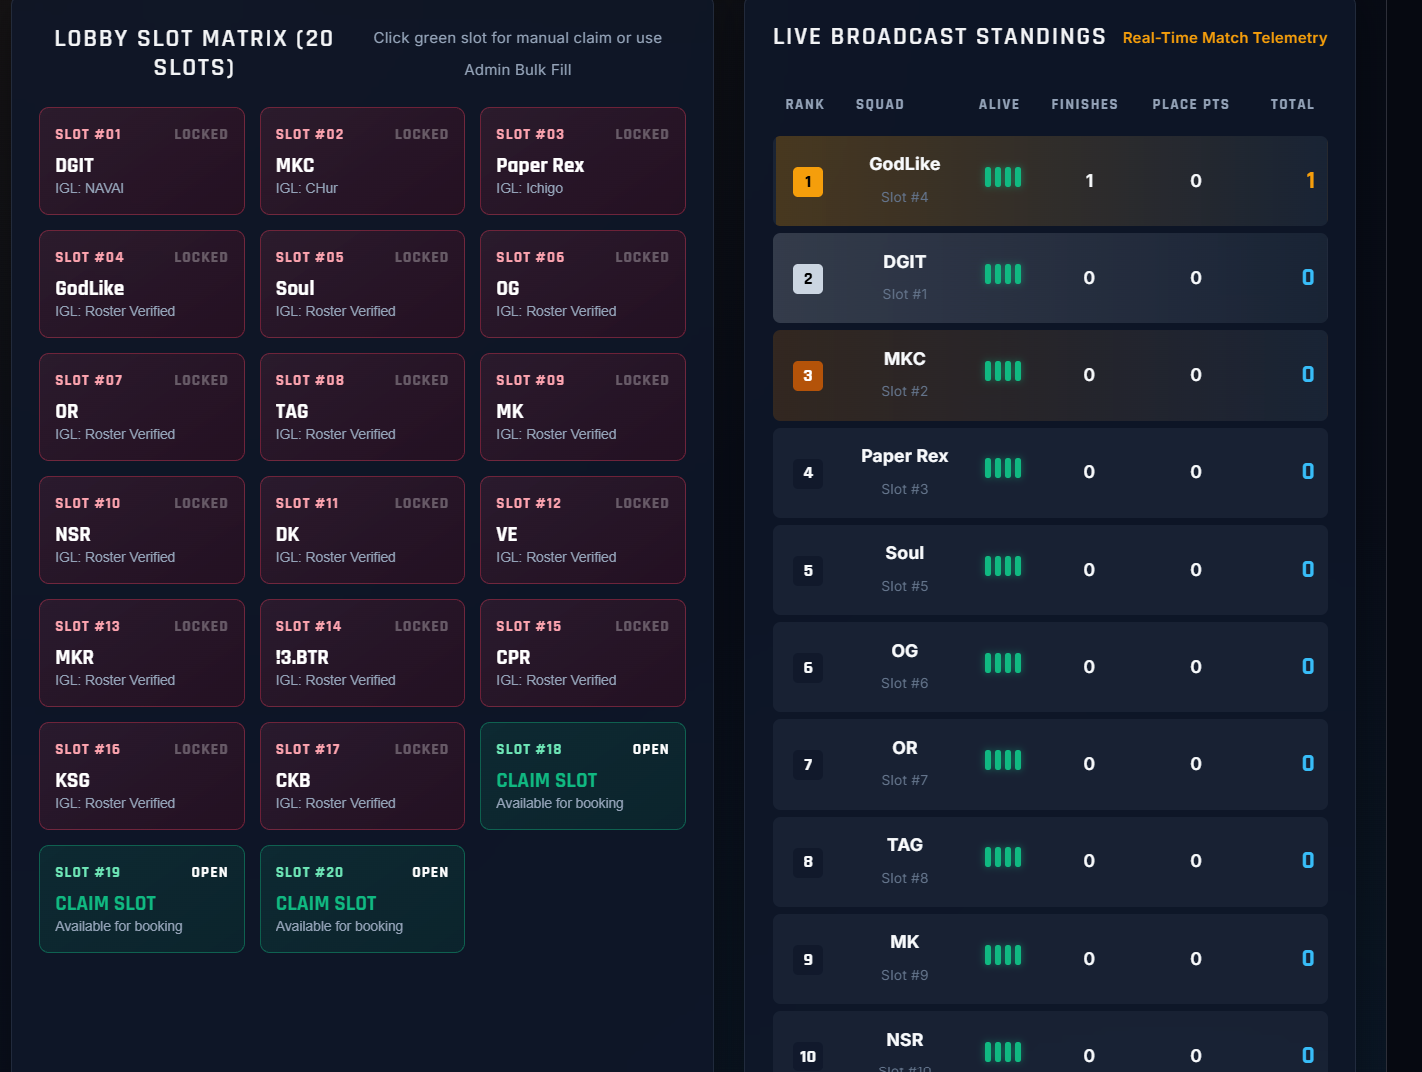 LOBBY SLOT MATRIX (20
SLOTS)
Click green slot for manual claim or use
Admin Bulk Fill
SLOT #01 LOCKED
DGIT
IGL: NAVAI
SLOT #02 LOCKED
MKC
IGL: CHur
SLOT #03 LOCKED
Paper Rex
IGL: Ichigo
SLOT #04 LOCKED
GodLike
IGL: Roster Verified
SLOT #05 LOCKED
Soul
IGL: Roster Verified
SLOT #06 LOCKED
OG
IGL: Roster Verified
SLOT #07 LOCKED
OR
IGL: Roster Verified
SLOT #08 LOCKED
TAG
IGL: Roster Verified
SLOT #09 LOCKED
MK
IGL: Roster Verified
SLOT #10 LOCKED
NSR
IGL: Roster Verified
SLOT #11 LOCKED
DK
IGL: Roster Verified
SLOT #12 LOCKED
VE
IGL: Roster Verified
SLOT #13 LOCKED
MKR
IGL: Roster Verified
SLOT #14 LOCKED
!3.BTR
IGL: Roster Verified
SLOT #15 LOCKED
CPR
IGL: Roster Verified
SLOT #16 LOCKED
KSG
IGL: Roster Verified
SLOT #17 LOCKED
CKB
IGL: Roster Verified
SLOT #18 OPEN
CLAIM SLOT
Available for booking
SLOT #19 OPEN
CLAIM SLOT
Available for booking
SLOT #20 OPEN
CLAIM SLOT
Available for booking
LIVE BROADCAST STANDINGS Real-Time Match Telemetry
RANK SQUAD ALIVE FINISHES PLACE PTS TOTAL
1 GodLike 1 0 1
Slot #4
2 DGIT 0 0 0
Slot #1
3 MKC 0 0 0
Slot #2
4 Paper Rex 0 0 0
Slot #3
5 Soul 0 0 0
Slot #5
6 OG 0 0 0
Slot #6
7 OR 0 0 0
Slot #7
8 TAG 0 0 0
Slot #8
9 MK 0 0 0
Slot #9
10 NSR 0 0 0
Slot #10